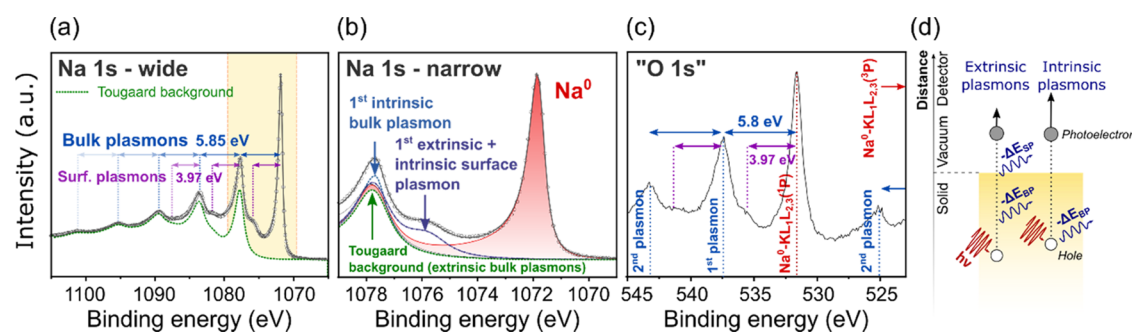 (a)
Na 1s - wide
Tougaard background
Bulk plasmons 5.85 eV
Surf. plasmons
3.97 eV
Intensity (a.u.)
1100 1090 1080 1070
Binding energy (eV)
(b)
Na 1s - narrow
Na⁰
1st intrinsic
bulk plasmon
1st extrinsic +
intrinsic surface
plasmon
Tougaard
background (extrinsic bulk plasmons)
1078 1076 1074 1072 1070
Binding energy (eV)
(c)
"O 1s"
5.8 eV
3.97 eV
2nd plasmon
1st plasmon
Na⁰-KL₁L₂,₃(¹P)
Na⁰-KL₁L₂,₃(³P)
2nd plasmon
545 540 535 530 525
Binding energy (eV)
(d)
Distance
Detector
Vacuum
Solid
Extrinsic
plasmons
Intrinsic
plasmons
Photoelectron
-ΔE_SP
-ΔE_BP
-ΔE_BP
hν
Hole